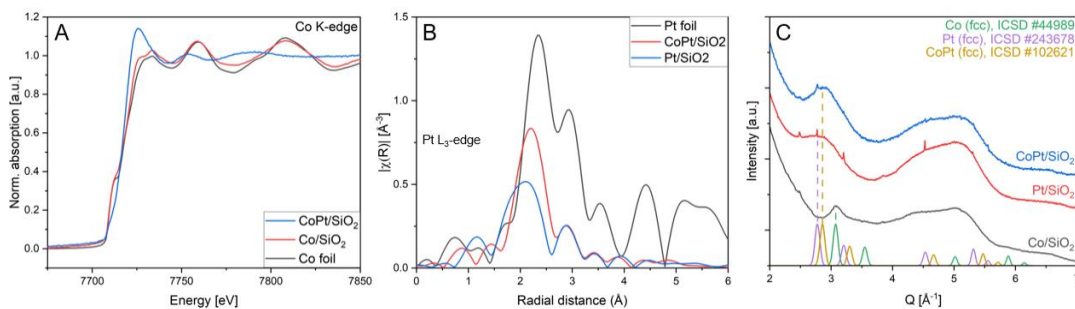 A
Co K-edge
Norm. absorption [a.u.]
1.2
1.0
0.8
0.6
0.4
0.2
0.0
CoPt/SiO₂
Co/SiO₂
Co foil
7700
7750
7800
7850
Energy [eV]
B
Pt foil
CoPt/SiO2
Pt/SiO2
Pt L₃-edge
|χ(R)| [Å⁻³]
1.5
1.0
0.5
0.0
0
1
2
3
4
5
6
Radial distance (Å)
C
Co (fcc), ICSD #44989
Pt (fcc), ICSD #243678
CoPt (fcc), ICSD #102621
Intensity [a.u.]
CoPt/SiO₂
Pt/SiO₂
Co/SiO₂
2
3
4
5
6
7
Q [Å⁻¹]